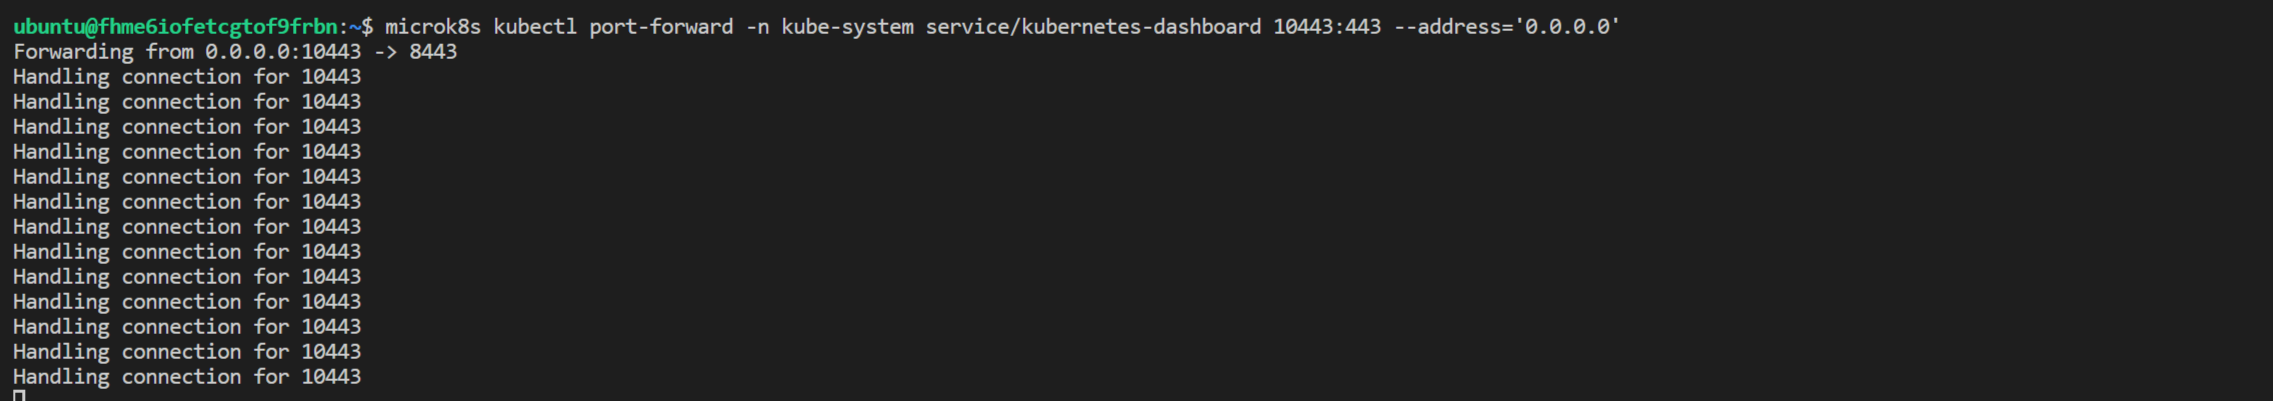 ubuntu@fhme6iofetcgtof9frbn:~$ microk8s kubectl port-forward -n kube-system service/kubernetes-dashboard 10443:443 --address='0.0.0.0'
Forwarding from 0.0.0.0:10443 -> 8443
Handling connection for 10443
Handling connection for 10443
Handling connection for 10443
Handling connection for 10443
Handling connection for 10443
Handling connection for 10443
Handling connection for 10443
Handling connection for 10443
Handling connection for 10443
Handling connection for 10443
Handling connection for 10443
Handling connection for 10443
Handling connection for 10443